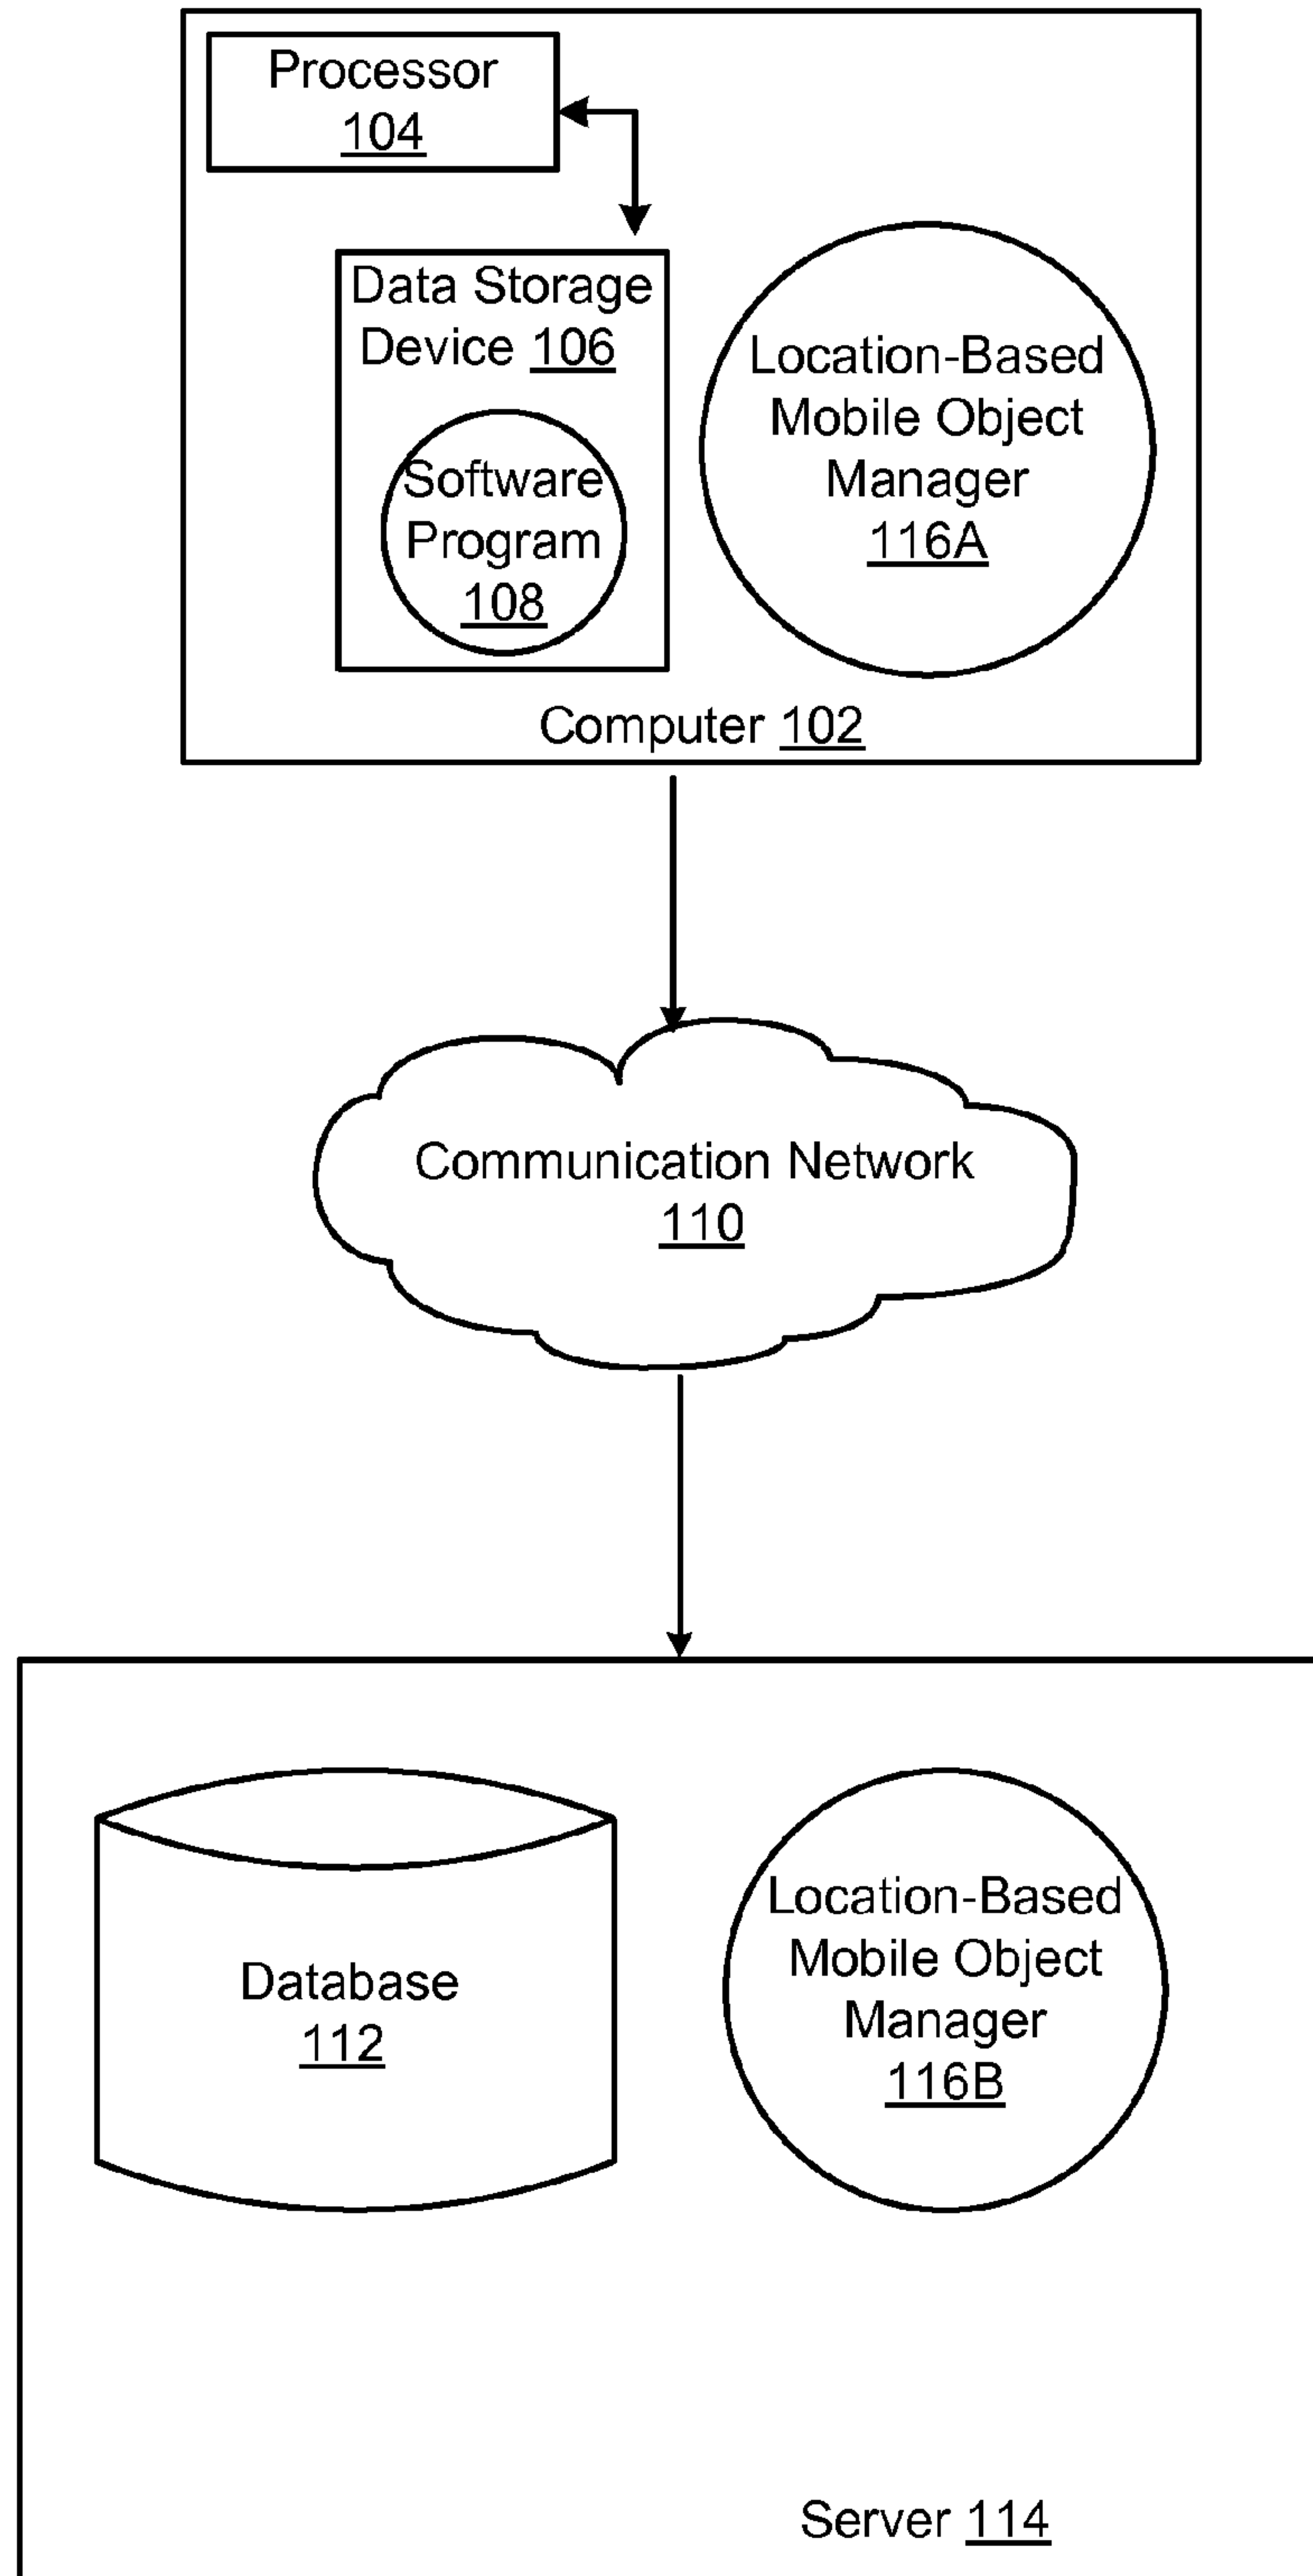 Processor
104
Data Storage
Device 106
Software
Program
108
Location-Based
Mobile Object
Manager
116A
Computer 102
Communication Network
110
Database
112
Location-Based
Mobile Object
Manager
116B
Server 114